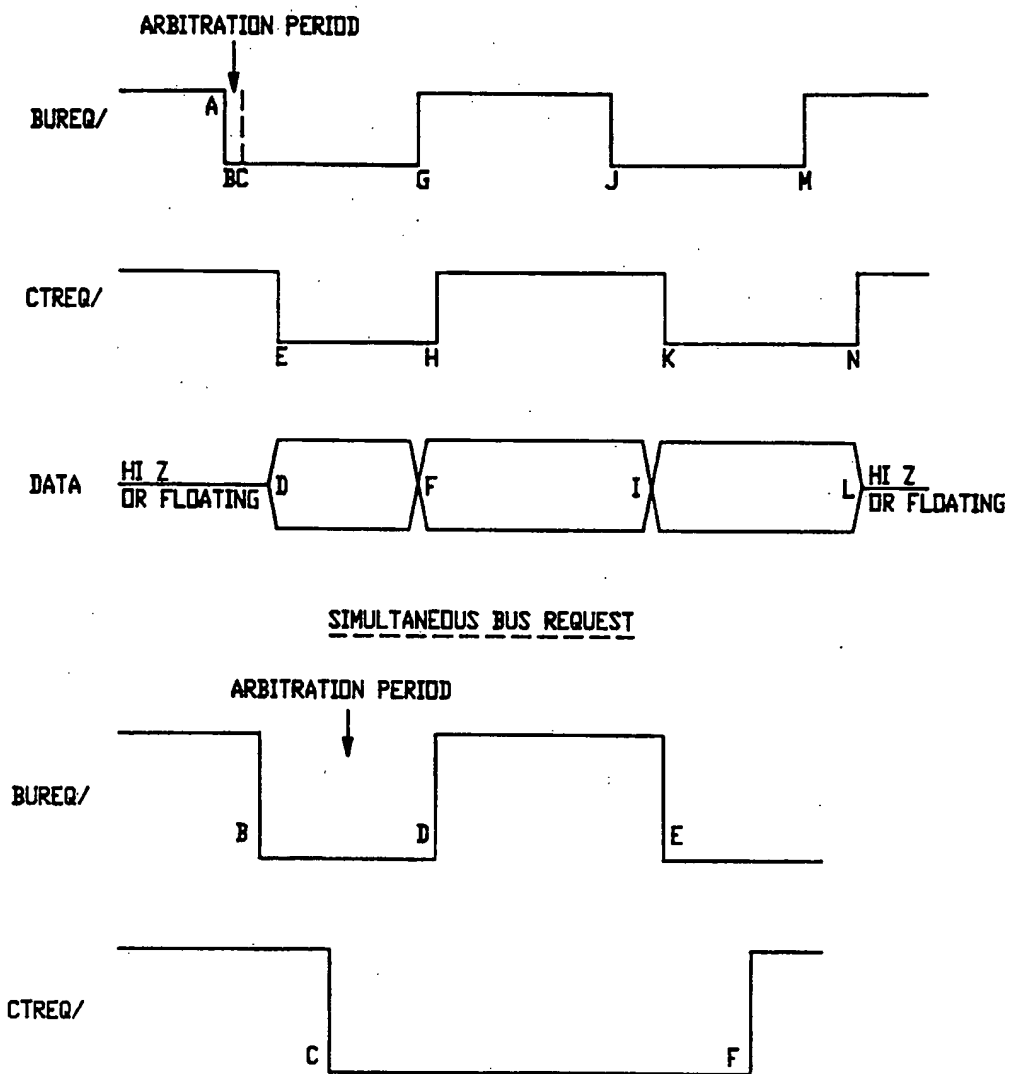 ARBITRATION PERIOD
A
BUREQ/
BC G J M
CTREQ/
E H K N
HI Z
DATA D F I L HI Z
OR FLOATING OR FLOATING
SIMULTANEOUS BUS REQUEST
ARBITRATION PERIOD
BUREQ/
B D E
CTREQ/
C F